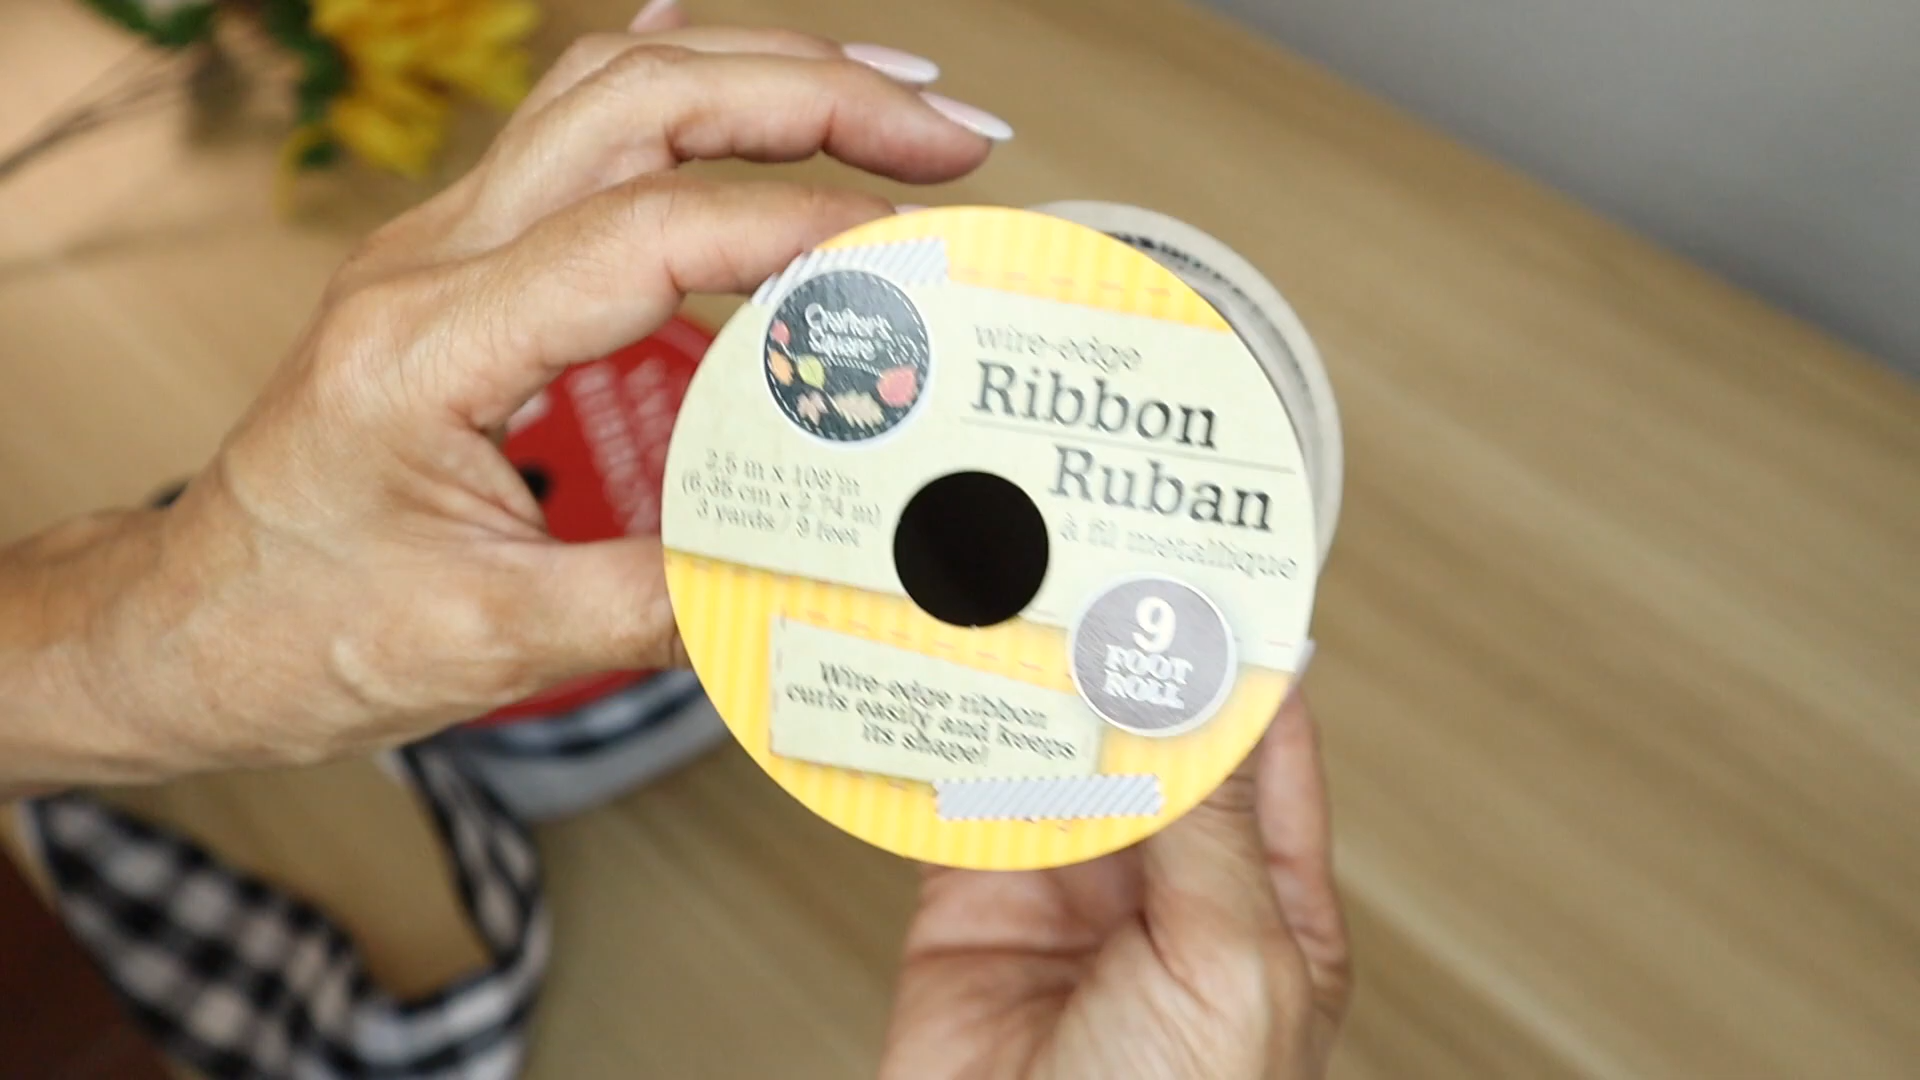 Crafter's
Square
wire-edge
Ribbon
Ruban
à fil metallique
2.5 in x 108 in
(6.35 cm x 2.74 m)
3 yards / 9 feet
9
FOOT
ROLL
Wire-edge ribbon
curls easily and keeps
its shape!